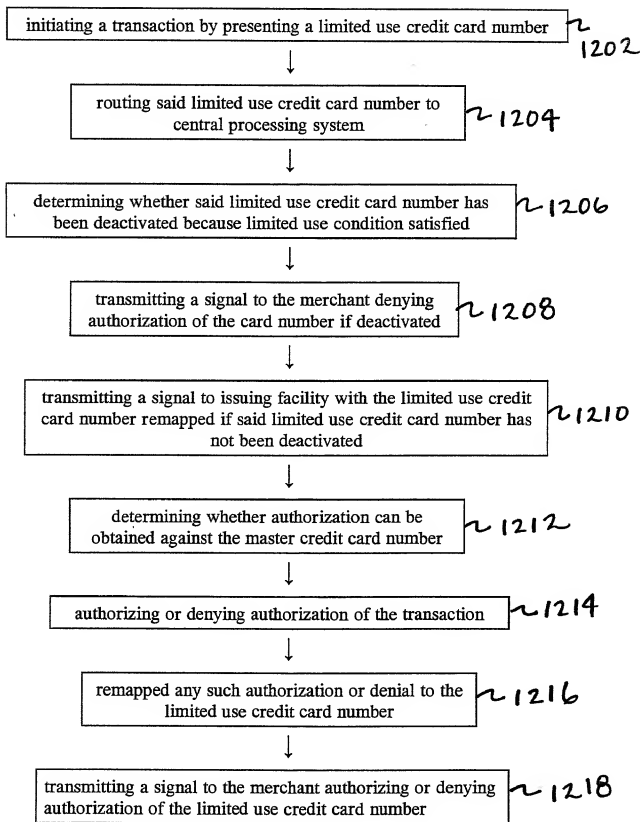 initiating a transaction by presenting a limited use credit card number
1202
routing said limited use credit card number to
central processing system
1204
determining whether said limited use credit card number has
been deactivated because limited use condition satisfied
1206
transmitting a signal to the merchant denying
authorization of the card number if deactivated
1208
transmitting a signal to issuing facility with the limited use credit
card number remapped if said limited use credit card number has
not been deactivated
1210
determining whether authorization can be
obtained against the master credit card number
1212
authorizing or denying authorization of the transaction
1214
remapped any such authorization or denial to the
limited use credit card number
1216
transmitting a signal to the merchant authorizing or denying
authorization of the limited use credit card number
1218